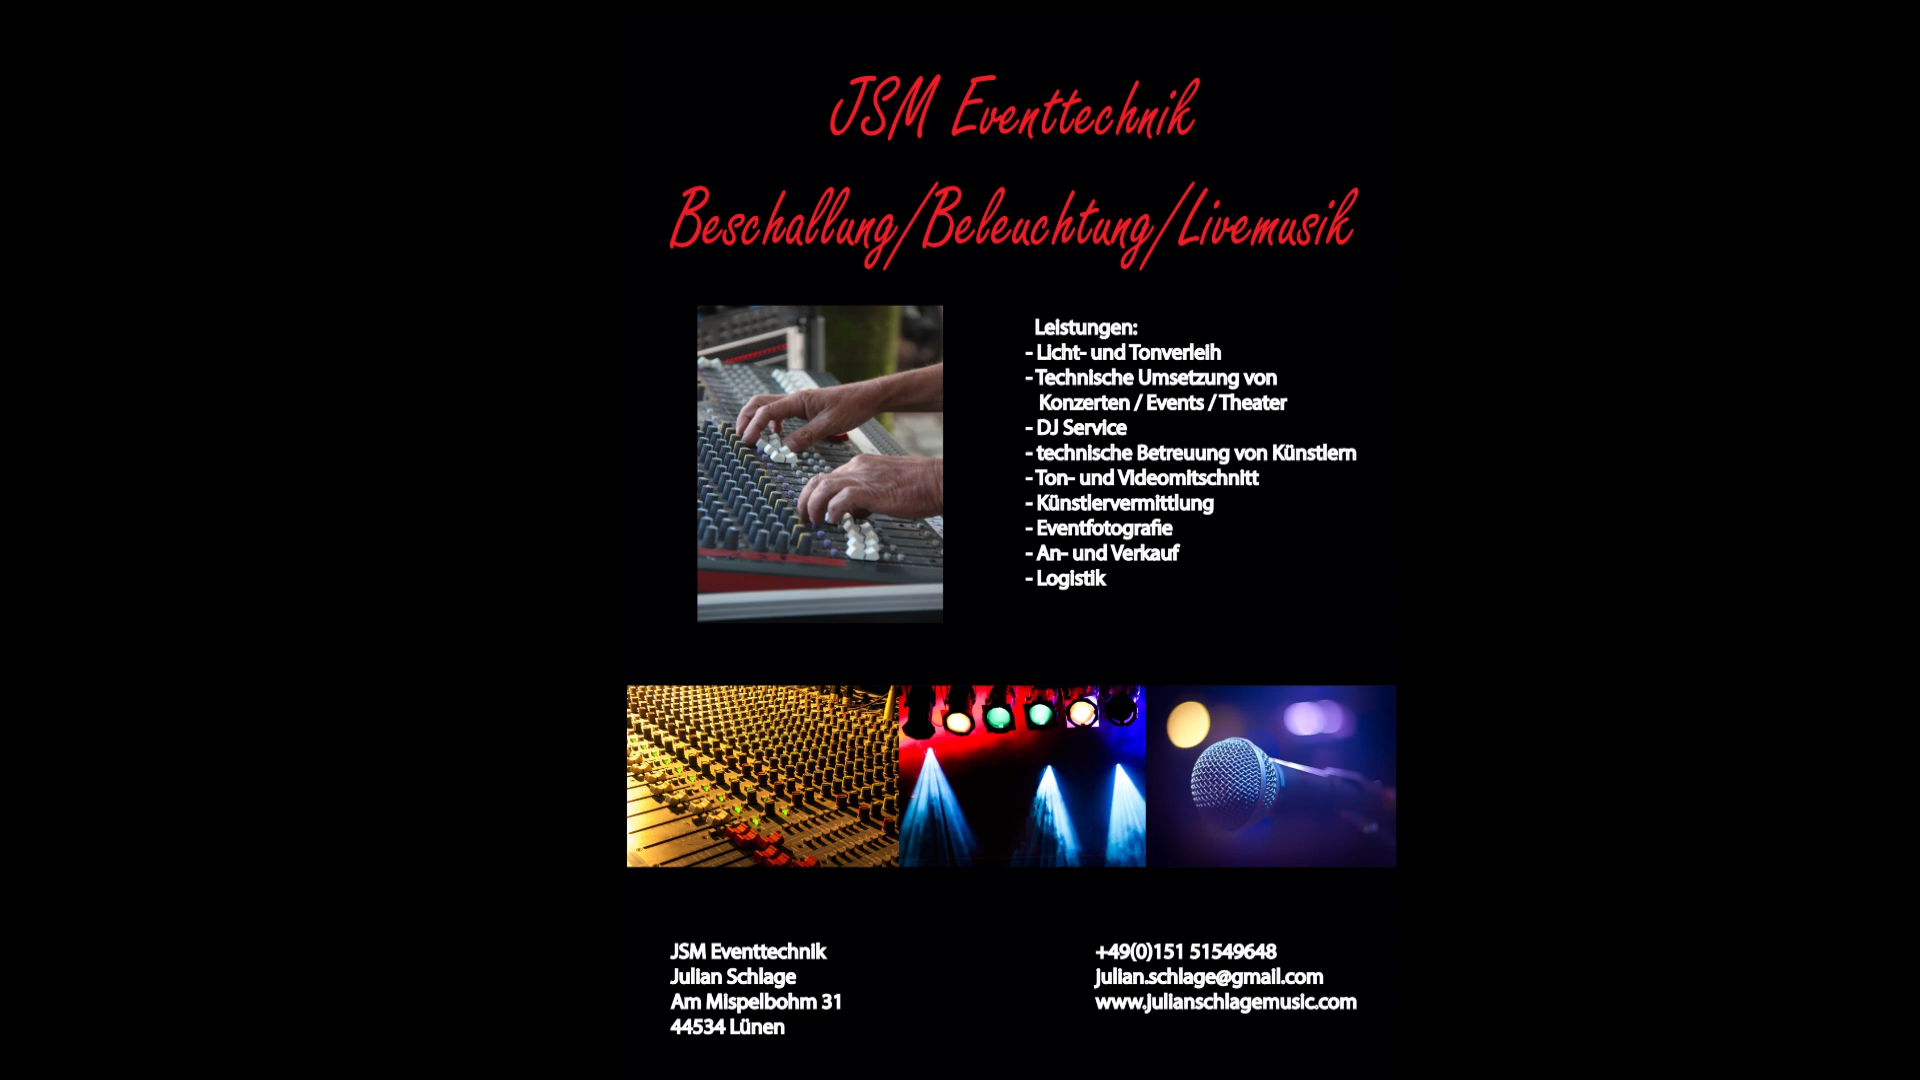 JSM Eventtechnik
Beschallung/Beleuchtung/Livemusik
Leistungen:
- Licht- und Tonverleih
- Technische Umsetzung von
Konzerten / Events / Theater
- DJ Service
- technische Betreuung von Künstlern
- Ton- und Videomitschnitt
- Künstlervermittlung
- Eventfotografie
- An- und Verkauf
- Logistik
JSM Eventtechnik
Julian Schlage
Am Mispelbohm 31
44534 Lünen
+49(0)151 51549648
julian.schlage@gmail.com
www.julianschlagemusic.com